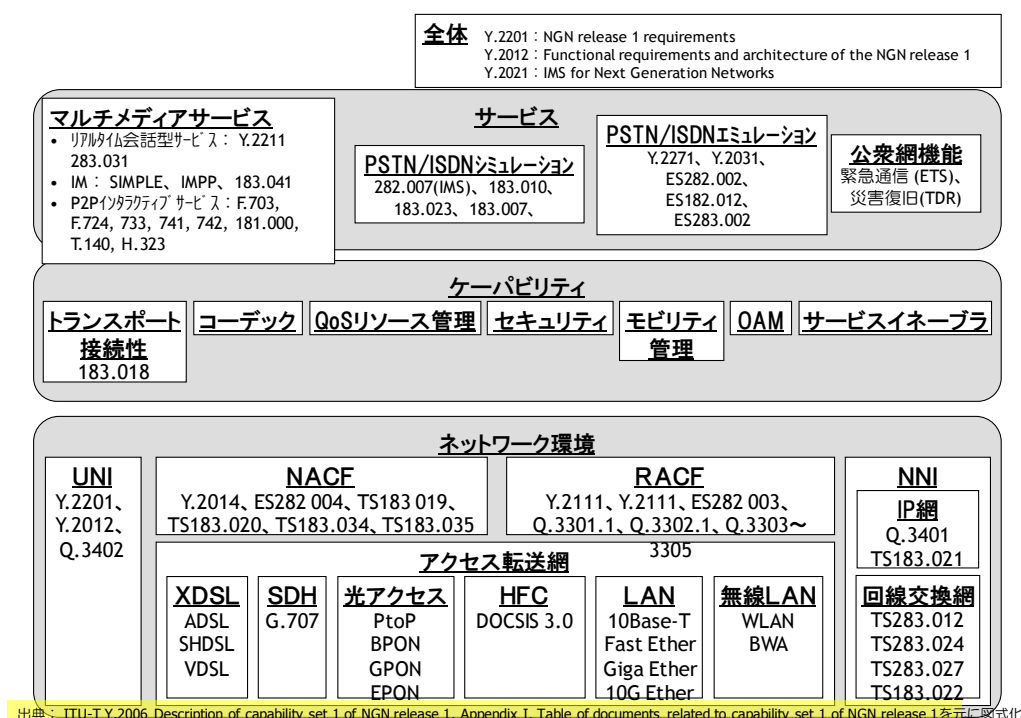 全体 Y.2201：NGN release 1 requirements
Y.2012：Functional requirements and architecture of the NGN release 1
Y.2021：IMS for Next Generation Networks
サービス
マルチメディアサービス
• ﾘｱﾙﾀｲﾑ会話型ｻｰﾋﾞｽ： Y.2211
283.031
• IM： SIMPLE、IMPP、183.041
• P2Pｲﾝﾀﾗｸﾃｨﾌﾞｻｰﾋﾞｽ：F.703,
F.724, 733, 741, 742, 181.000,
T.140, H.323
PSTN/ISDNｼﾐｭﾚｰｼｮﾝ
282.007(IMS)、183.010、
183.023、183.007、
PSTN/ISDNｴﾐｭﾚｰｼｮﾝ
Y.2271、Y.2031、
ES282.002、
ES182.012、
ES283.002
公衆網機能
緊急通信 (ETS)、
災害復旧(TDR)
ケーパビリティ
トランスポート
接続性
183.018
コーデック
QoSリソース管理
セキュリティ
モビリティ
管理
OAM
サービスイネーブラ
ネットワーク環境
UNI
Y.2201、
Y.2012、
Q.3402
NACF
Y.2014、ES282 004、TS183 019、
TS183.020、TS183.034、TS183.035
RACF
Y.2111、Y.2111、ES282 003、
Q.3301.1、Q.3302.1、Q.3303～
3305
NNI
IP網
Q.3401
TS183.021
回線交換網
TS283.012
TS283.024
TS283.027
TS183.022
アクセス転送網
XDSL
ADSL
SHDSL
VDSL
SDH
G.707
光アクセス
PtoP
BPON
GPON
EPON
HFC
DOCSIS 3.0
LAN
10Base-T
Fast Ether
Giga Ether
10G Ether
無線LAN
WLAN
BWA
出典： ITU-T Y.2006 Description of capability set 1 of NGN release 1, Appendix I. Table of documents related to capability set 1 of NGN release 1を元に図式化